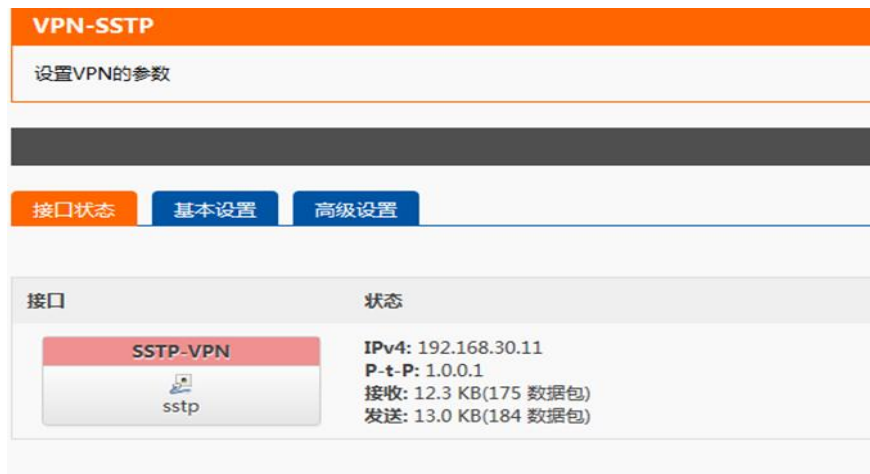 VPN-SSTP
设置VPN的参数
接口状态 基本设置 高级设置
接口 状态
SSTP-VPN
sstp
IPv4: 192.168.30.11
P-t-P: 1.0.0.1
接收: 12.3 KB(175 数据包)
发送: 13.0 KB(184 数据包)